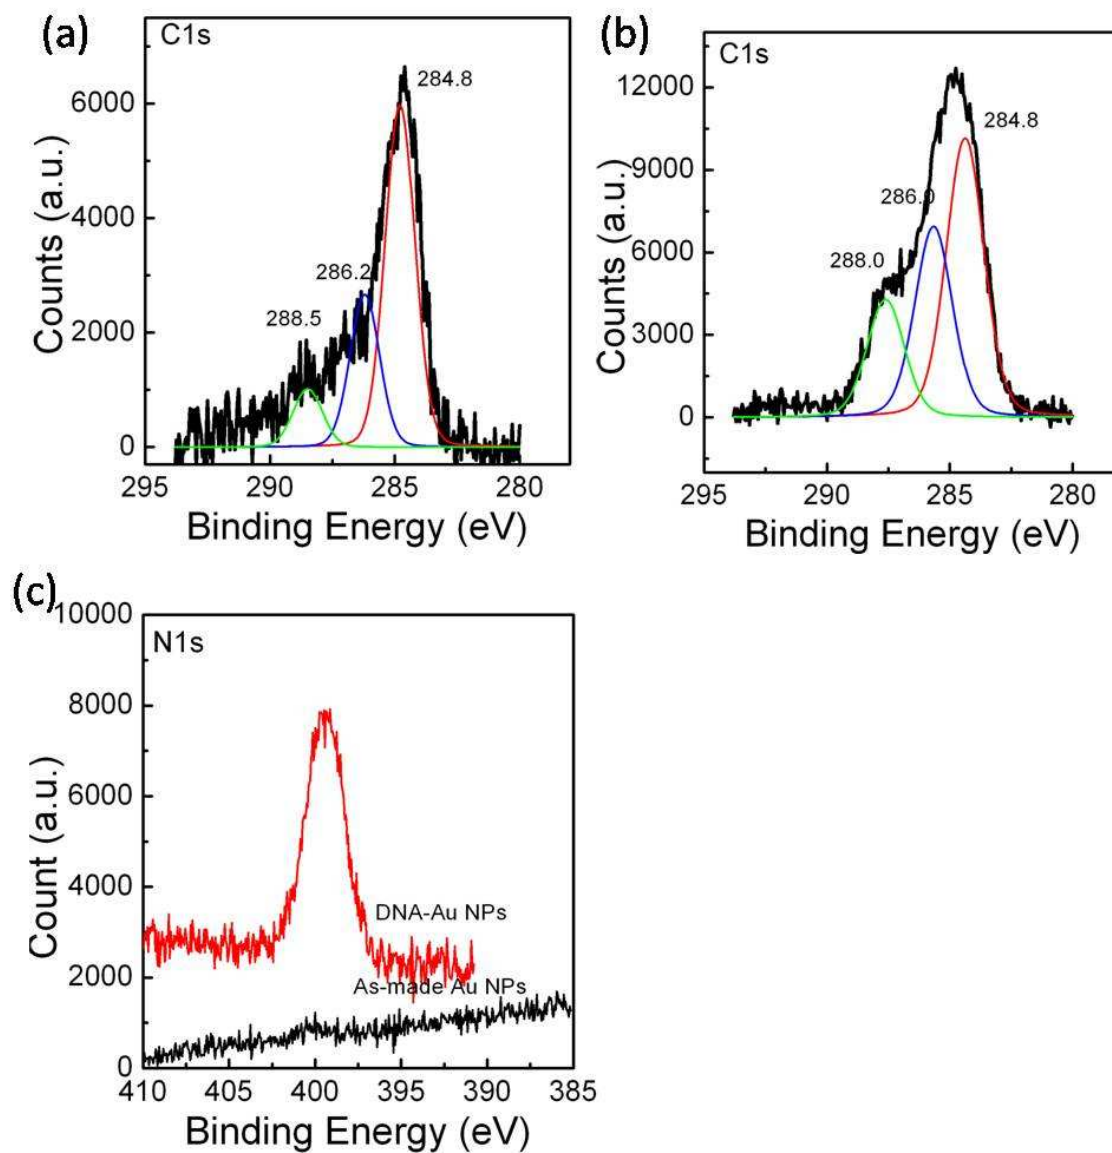 (a)
C1s
284.8
286.2
288.5
6000
4000
2000
0
Counts (a.u.)
295 290 285 280
Binding Energy (eV)
(b)
C1s
284.8
286.0
288.0
12000
9000
6000
3000
0
Counts (a.u.)
295 290 285 280
Binding Energy (eV)
(c)
N1s
10000
8000
6000
4000
2000
0
Count (a.u.)
DNA-Au NPs
As-made Au NPs
410 405 400 395 390 385
Binding Energy (eV)